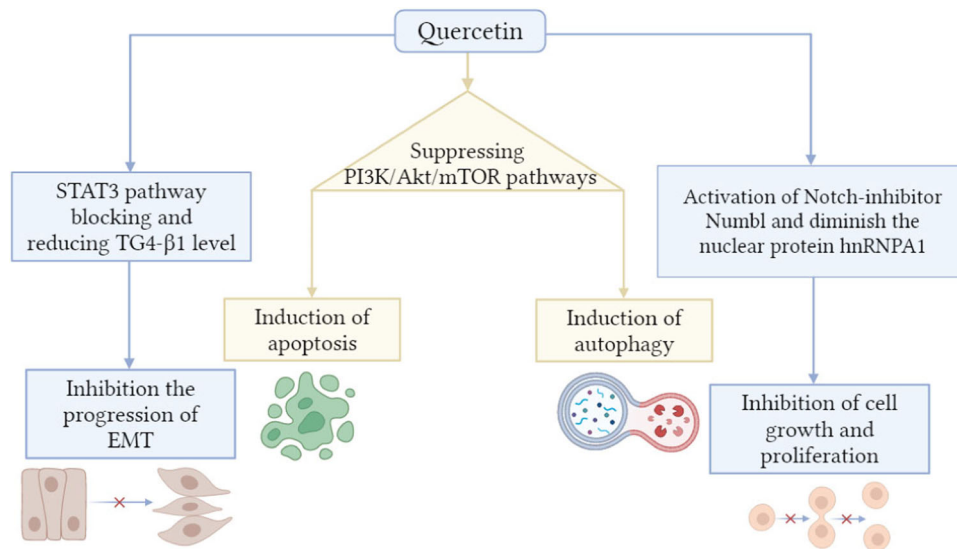 Quercetin
STAT3 pathway
blocking and
reducing TG4-β1 level
Suppressing
PI3K/Akt/mTOR pathways
Activation of Notch-inhibitor
Numbl and diminish the
nuclear protein hnRNPA1
Inhibition the
progression of
EMT
Induction of
apoptosis
Induction of
autophagy
Inhibition of cell
growth and
proliferation